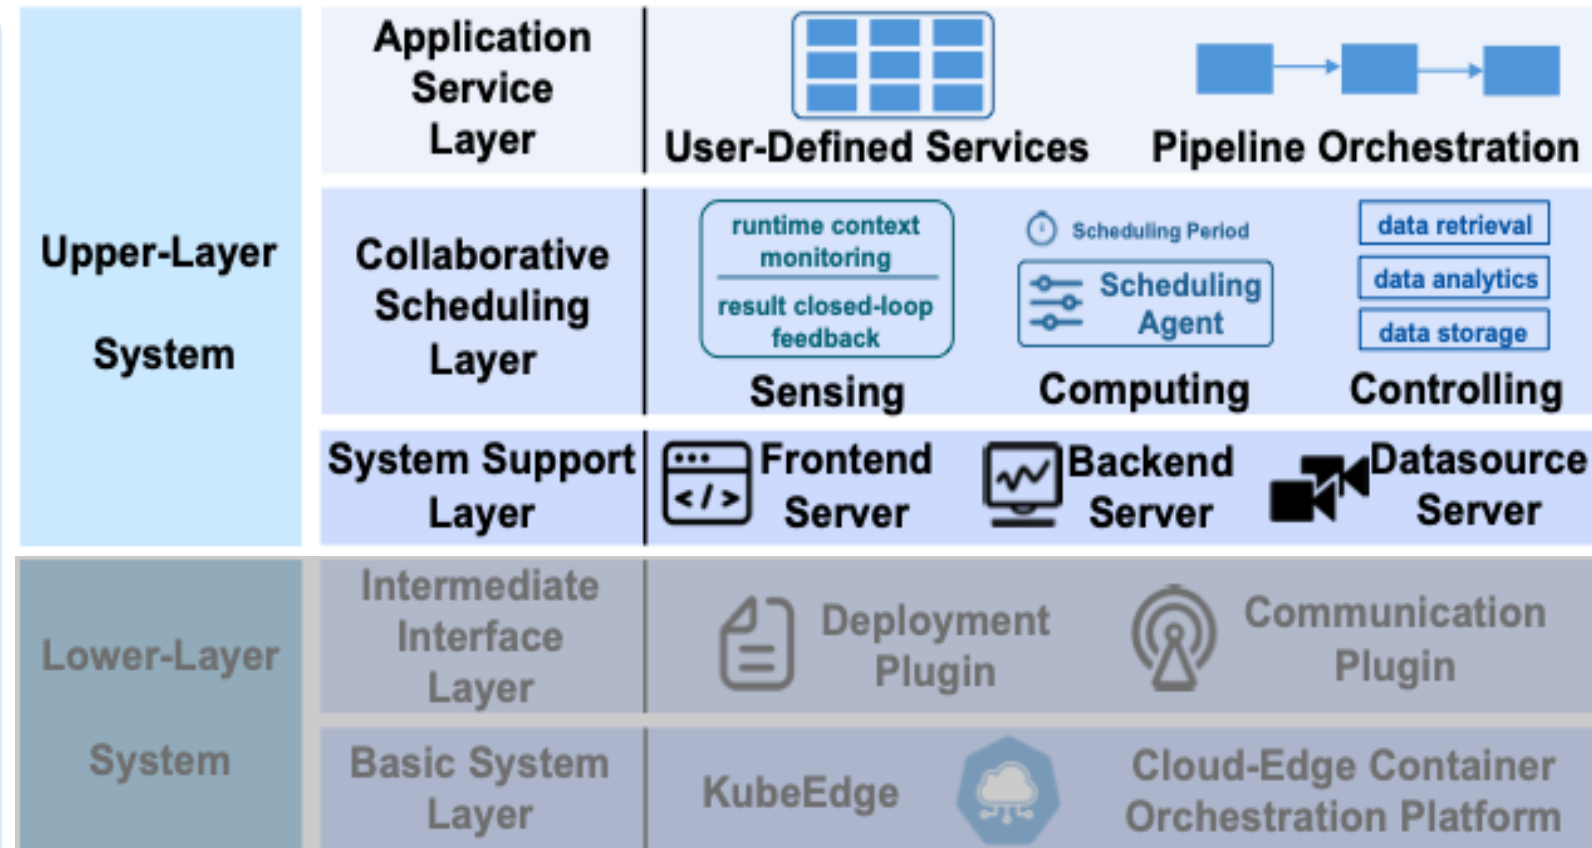 Upper-Layer
System
Application
Service
Layer
User-Defined Services
Pipeline Orchestration
Collaborative
Scheduling
Layer
runtime context
monitoring
result closed-loop
feedback
Sensing
Scheduling Period
Scheduling
Agent
Computing
data retrieval
data analytics
data storage
Controlling
System Support
Layer
</>
Frontend
Server
Backend
Server
Datasource
Server
Lower-Layer
System
Intermediate
Interface
Layer
Deployment
Plugin
Communication
Plugin
Basic System
Layer
KubeEdge
Cloud-Edge Container
Orchestration Platform